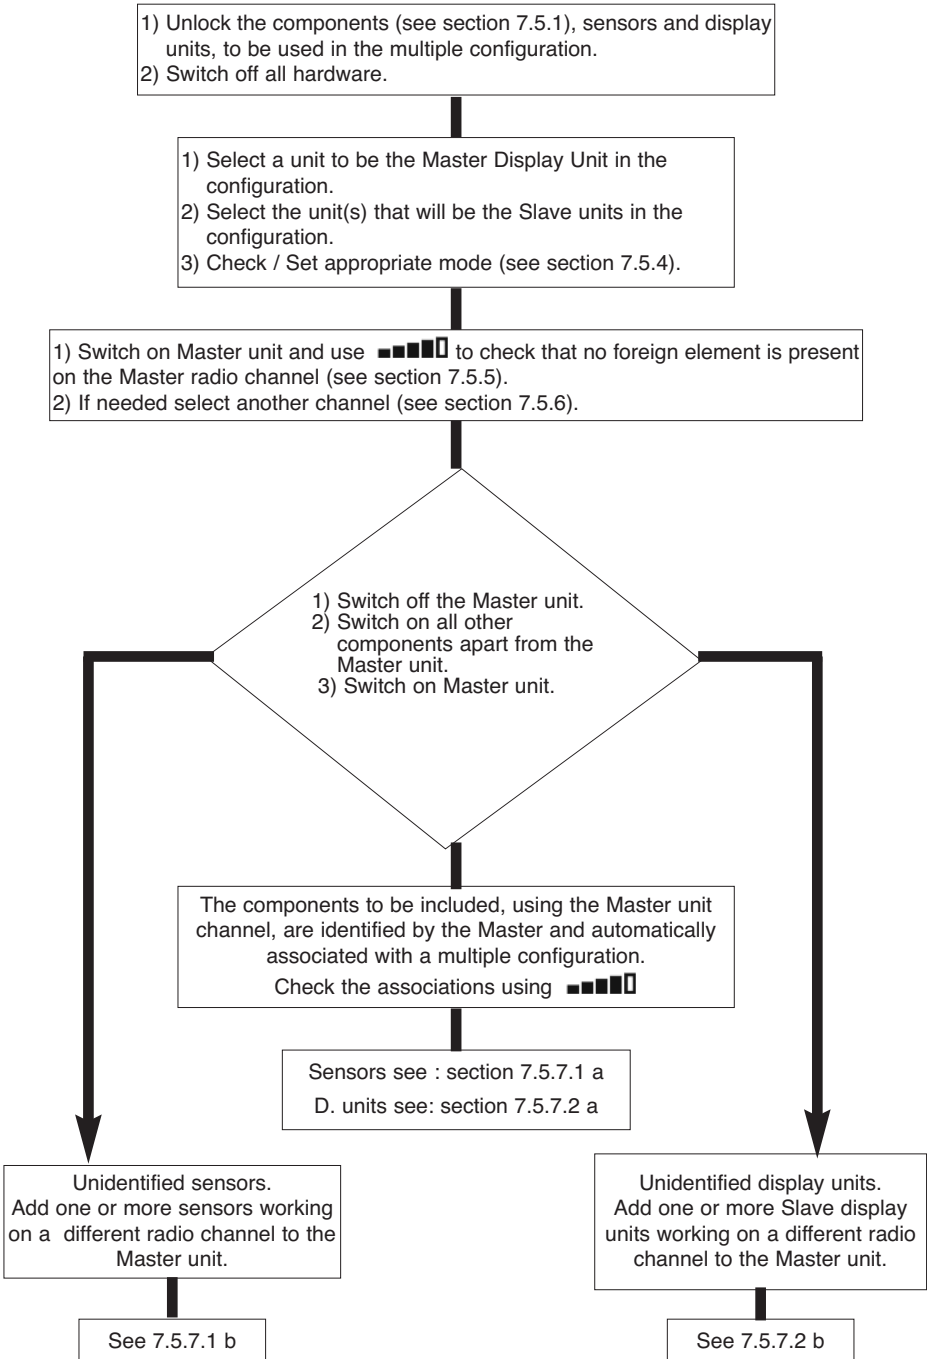 1) Unlock the components (see section 7.5.1), sensors and display
units, to be used in the multiple configuration.
2) Switch off all hardware.
1) Select a unit to be the Master Display Unit in the
configuration.
2) Select the unit(s) that will be the Slave units in the
configuration.
3) Check / Set appropriate mode (see section 7.5.4).
1) Switch on Master unit and use to check that no foreign element is present
on the Master radio channel (see section 7.5.5).
2) If needed select another channel (see section 7.5.6).
1) Switch off the Master unit.
2) Switch on all other
components apart from the
Master unit.
3) Switch on Master unit.
The components to be included, using the Master unit
channel, are identified by the Master and automatically
associated with a multiple configuration.
Check the associations using
Sensors see : section 7.5.7.1 a
D. units see: section 7.5.7.2 a
Unidentified sensors.
Add one or more sensors working
on a different radio channel to the
Master unit.
See 7.5.7.1 b
Unidentified display units.
Add one or more Slave display
units working on a different radio
channel to the Master unit.
See 7.5.7.2 b